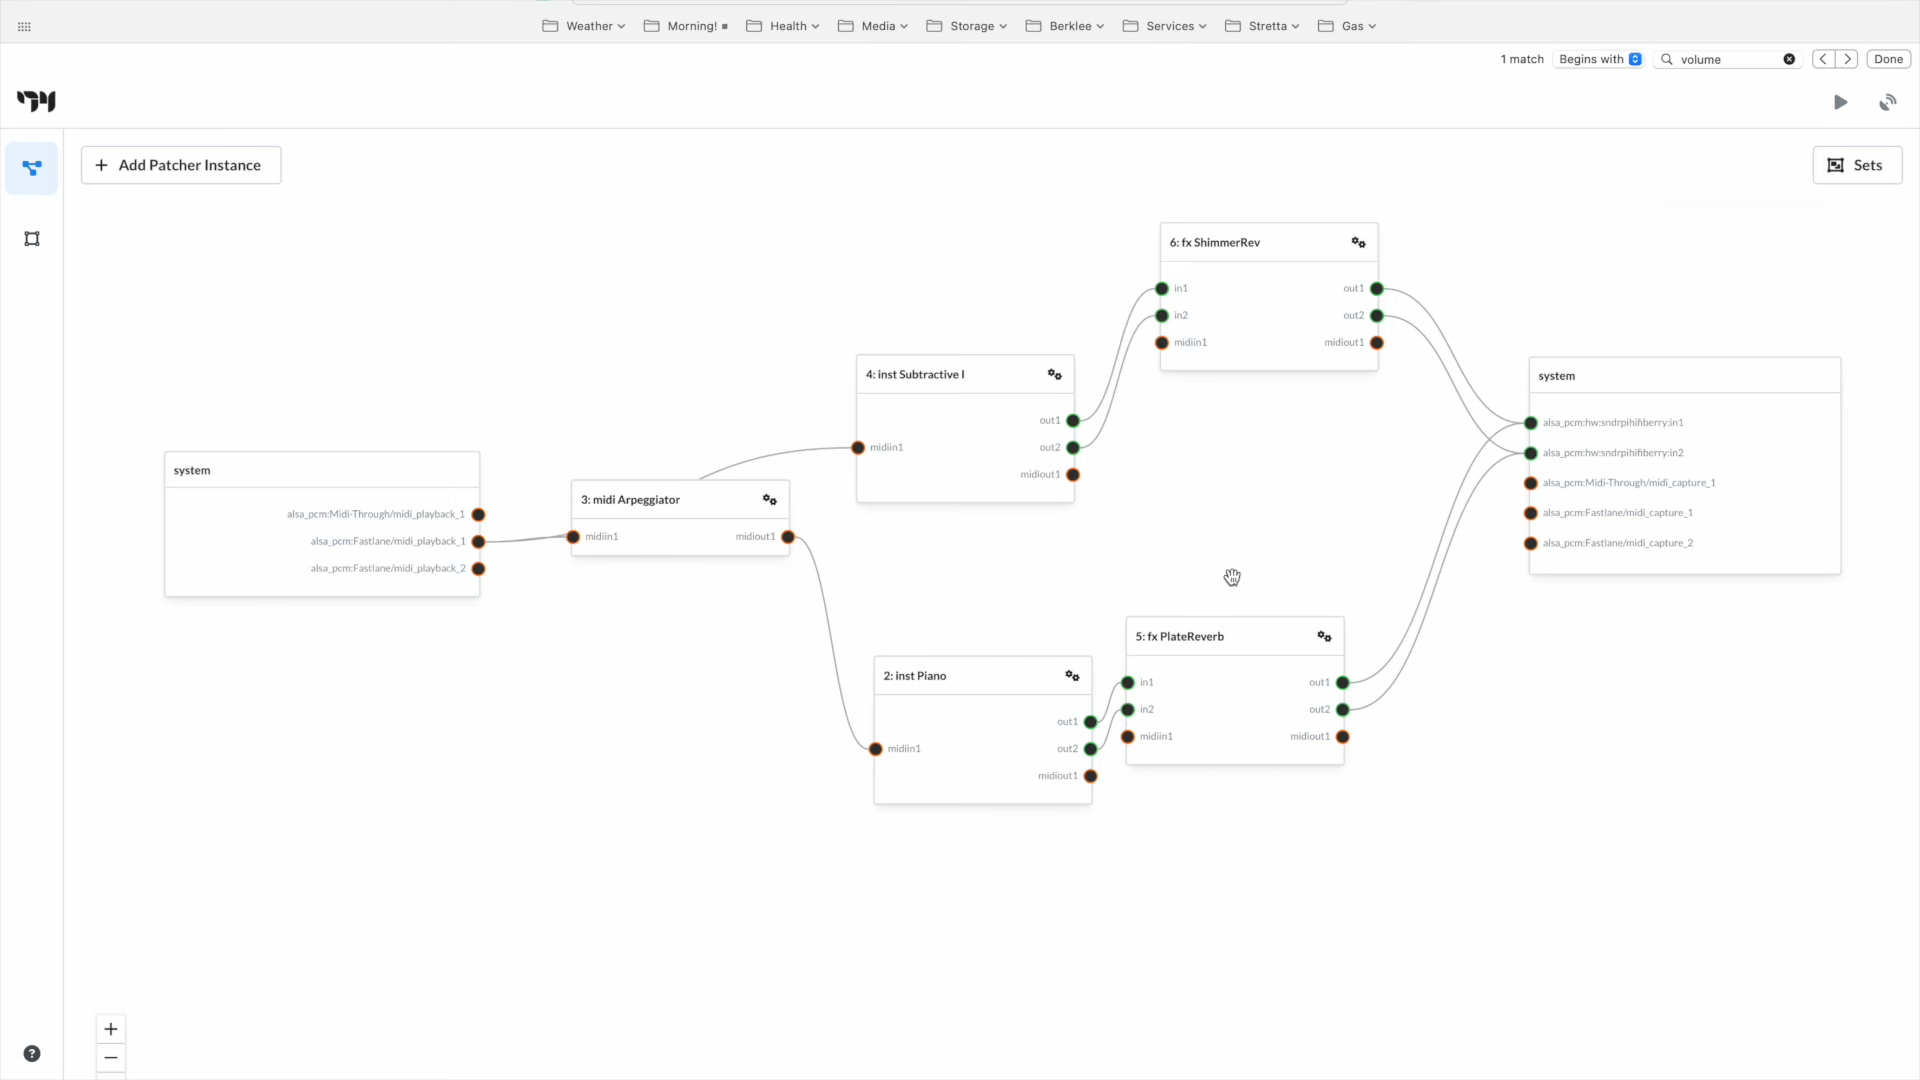 Weather
Morning!
Health
Media
Storage
Berklee
Services
Stretta
Gas
1 match
Begins with
volume
Done
+ Add Patcher Instance
Sets
6: fx ShimmerRev
in1
out1
in2
out2
midiin1
midiout1
4: inst Subtractive I
out1
midiin1
out2
midiout1
system
alsa_pcm:hw:sndrpihifiberry:in1
alsa_pcm:hw:sndrpihifiberry:in2
alsa_pcm:Midi-Through/midi_capture_1
alsa_pcm:Fastlane/midi_capture_1
alsa_pcm:Fastlane/midi_capture_2
system
alsa_pcm:Midi-Through/midi_playback_1
alsa_pcm:Fastlane/midi_playback_1
alsa_pcm:Fastlane/midi_playback_2
3: midi Arpeggiator
midiin1
midiout1
5: fx PlateReverb
in1
out1
in2
out2
midiin1
midiout1
2: inst Piano
out1
midiin1
out2
midiout1
+
−
?